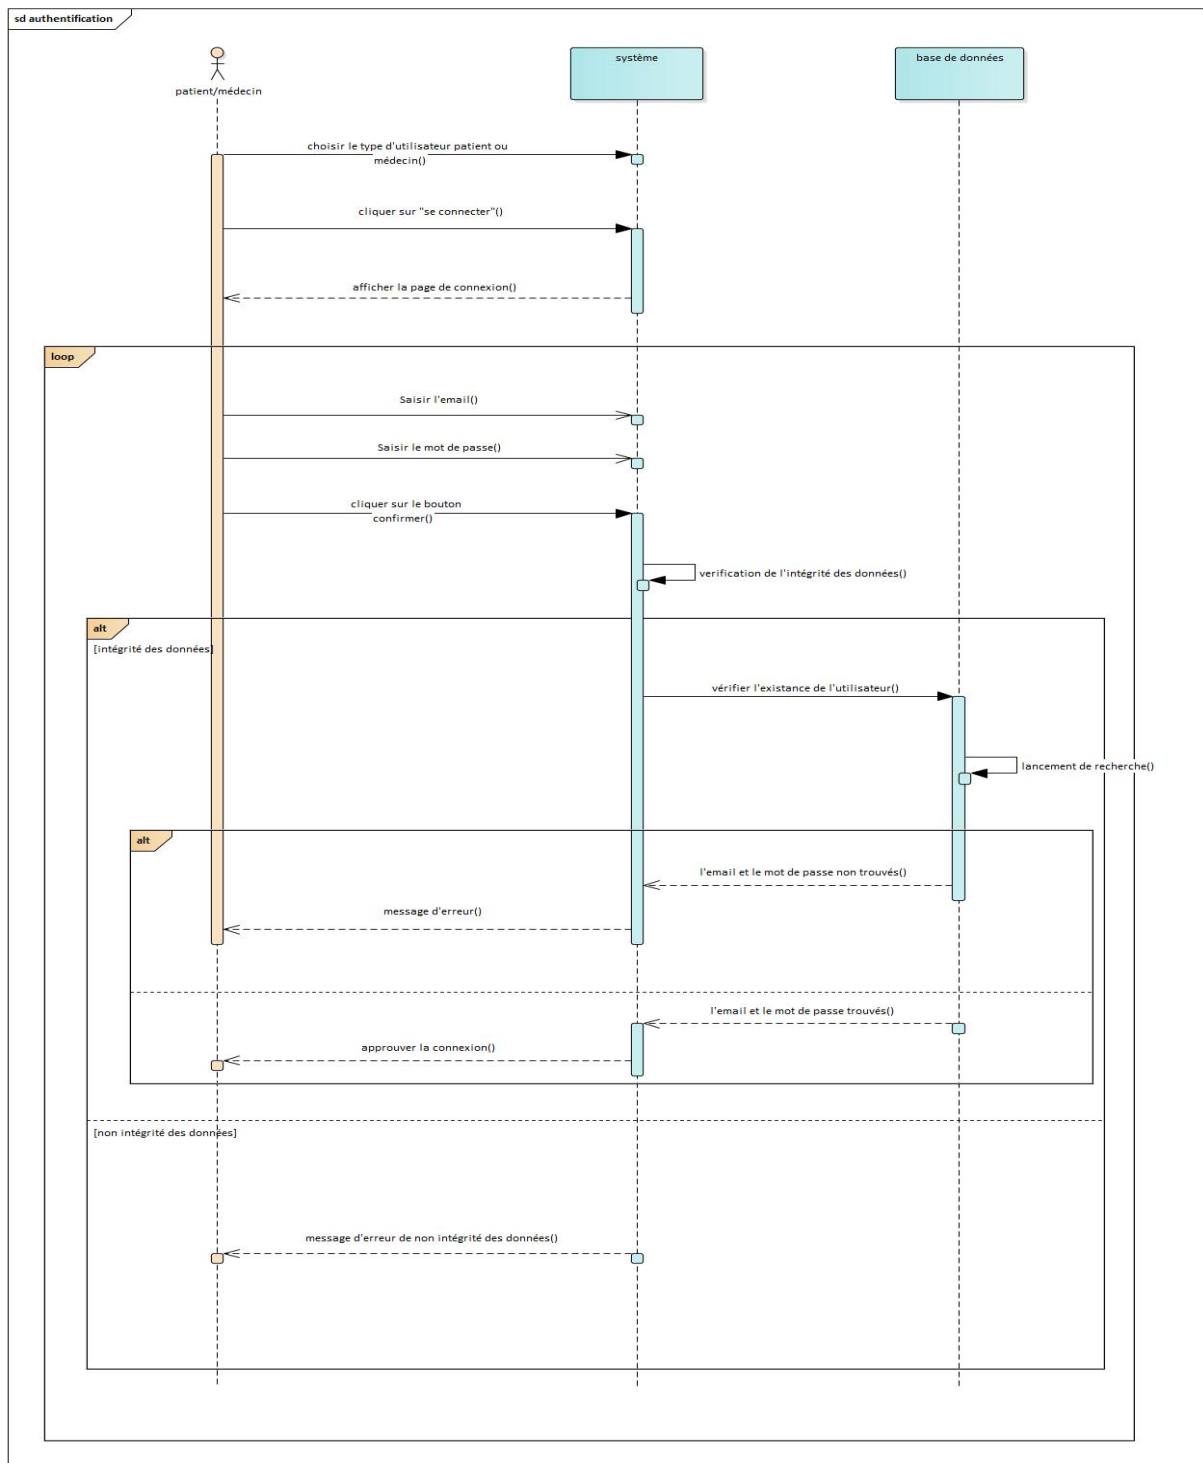 sd authentification
patient/médecin
système
base de données
choisir le type d'utilisateur patient ou
médecin()
cliquer sur "se connecter"()
afficher la page de connexion()
loop
Saisir l'email()
Saisir le mot de passe()
cliquer sur le bouton
confirmer()
verification de l'intégrité des données()
alt
[intégrité des données]
vérifier l'existance de l'utilisateur()
lancement de recherche()
alt
l'email et le mot de passe non trouvés()
message d'erreur()
l'email et le mot de passe trouvés()
approuver la connexion()
[non intégrité des données]
message d'erreur de non intégrité des données()